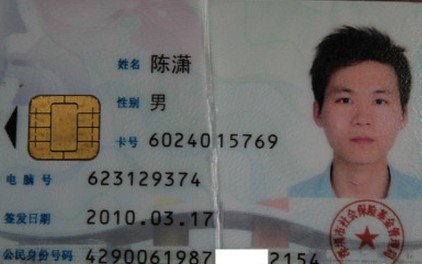 姓名 陈潇
性别 男
卡号 6024015769
电脑号 623129374
签发日期 2010.03.17
公民身份号码 4290061987 2154
市社会保险基金管理局